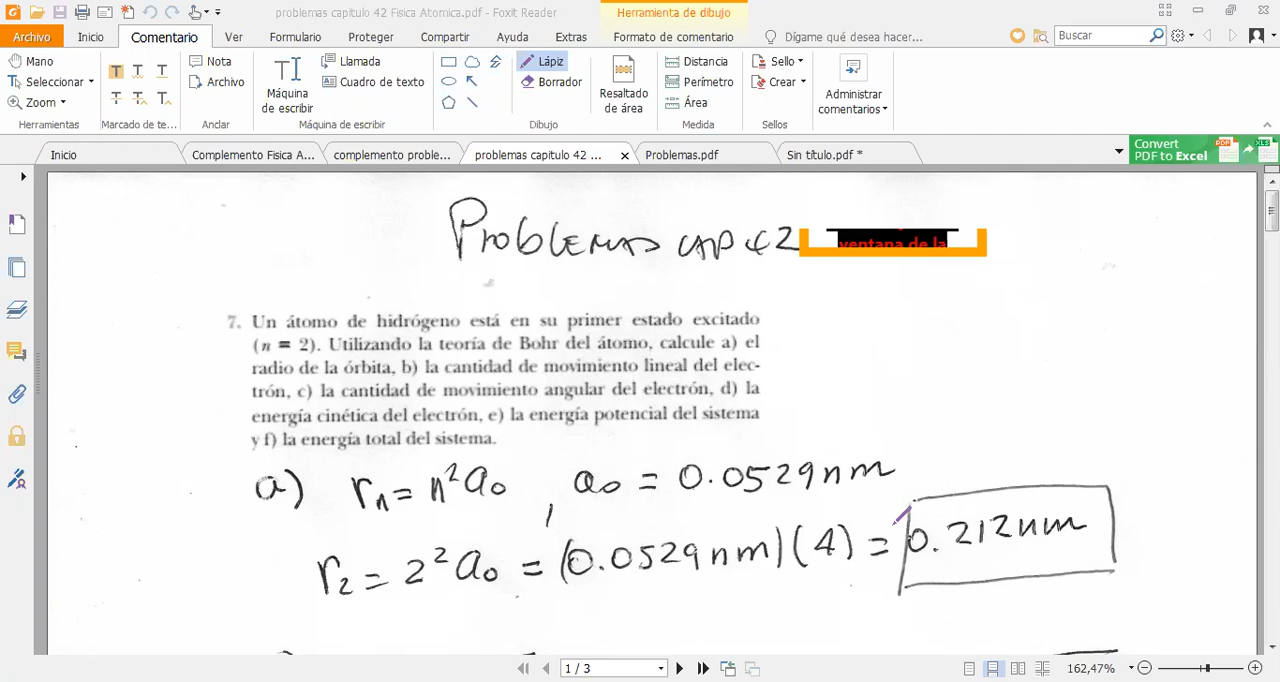 problemas capitulo 42 Fisica Atomica.pdf - Foxit Reader
Herramienta de dibujo
Archivo Inicio Comentario Ver Formulario Proteger Compartir Ayuda Extras Formato de comentario Dígame qué desea hacer... Buscar
Mano
Seleccionar
Zoom
Herramientas
Marcado de te...
Nota
Archivo
Anclar
Máquina de escribir
Llamada
Cuadro de texto
Máquina de escribir
Lápiz
Borrador
Dibujo
Resaltado de área
Distancia
Perímetro
Área
Medida
Sello
Crear
Sellos
Administrar comentarios
Inicio
Complemento Fisica A...
complemento proble...
problemas capitulo 42 ...
Problemas.pdf
Sin título.pdf *
Convert
PDF to Excel
PDF XLS
Problemas cap 42
ventana de la
7. Un átomo de hidrógeno está en su primer estado excitado
(n = 2). Utilizando la teoría de Bohr del átomo, calcule a) el
radio de la órbita, b) la cantidad de movimiento lineal del elec-
trón, c) la cantidad de movimiento angular del electrón, d) la
energía cinética del electrón, e) la energía potencial del sistema
y f) la energía total del sistema.
a) rₙ = n²a₀ , a₀ = 0.0529 nm
r₂ = 2²a₀ = (0.0529 nm)(4) = 0.212 nm
1 / 3
162,47%